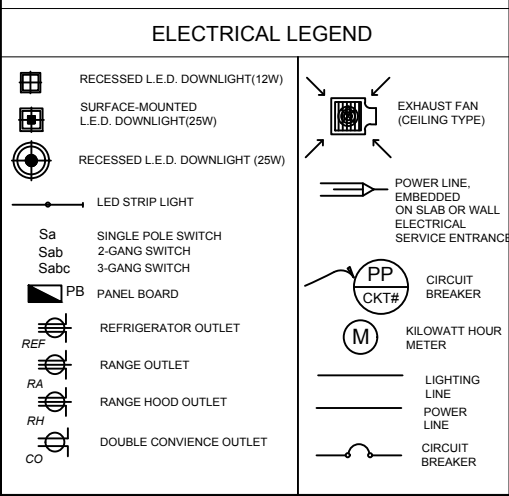 ELECTRICAL LEGEND
RECESSED L.E.D. DOWNLIGHT(12W)
SURFACE-MOUNTED
L.E.D. DOWNLIGHT(25W)
RECESSED L.E.D. DOWNLIGHT (25W)
LED STRIP LIGHT
Sa SINGLE POLE SWITCH
Sab 2-GANG SWITCH
Sabc 3-GANG SWITCH
PB PANEL BOARD
REFRIGERATOR OUTLET
REF
RANGE OUTLET
RA
RANGE HOOD OUTLET
RH
DOUBLE CONVIENCE OUTLET
CO
EXHAUST FAN
(CEILING TYPE)
POWER LINE,
EMBEDDED
ON SLAB OR WALL
ELECTRICAL
SERVICE ENTRANCE
PP
CKT#
CIRCUIT
BREAKER
M
KILOWATT HOUR
METER
LIGHTING
LINE
POWER
LINE
CIRCUIT
BREAKER